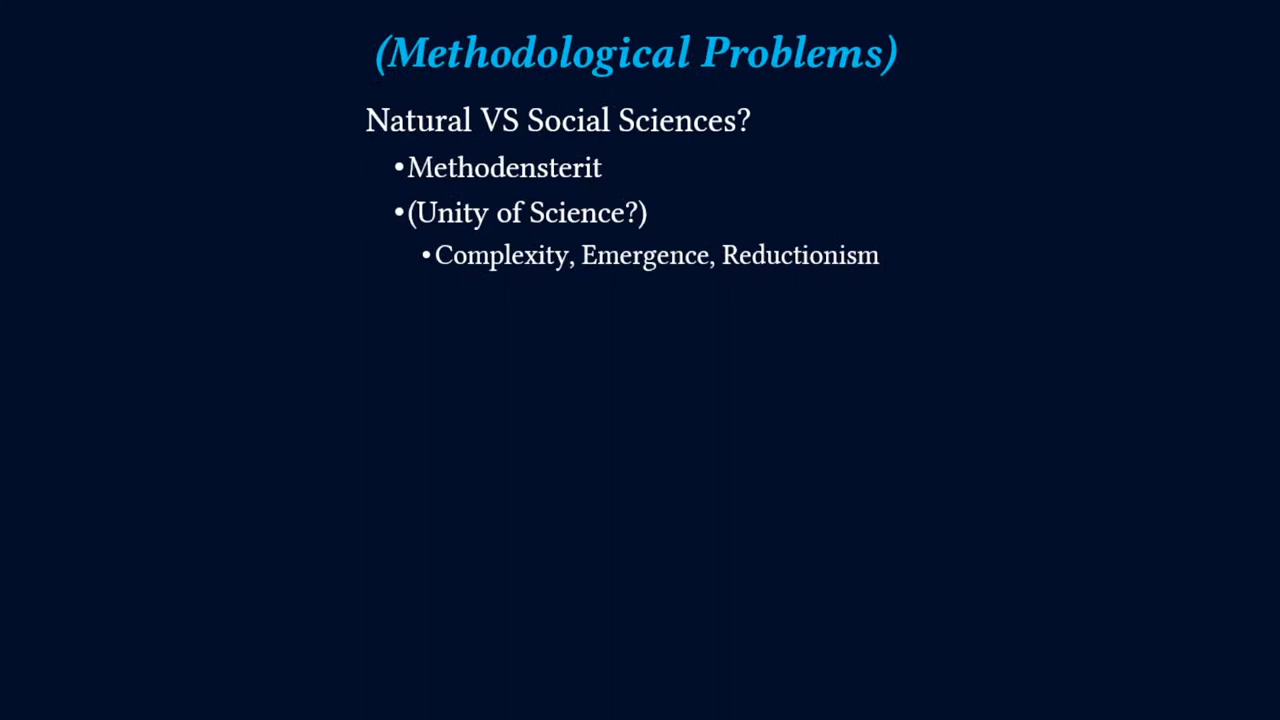 (Methodological Problems)
Natural VS Social Sciences?
•Methodensterit
•(Unity of Science?)
•Complexity, Emergence, Reductionism